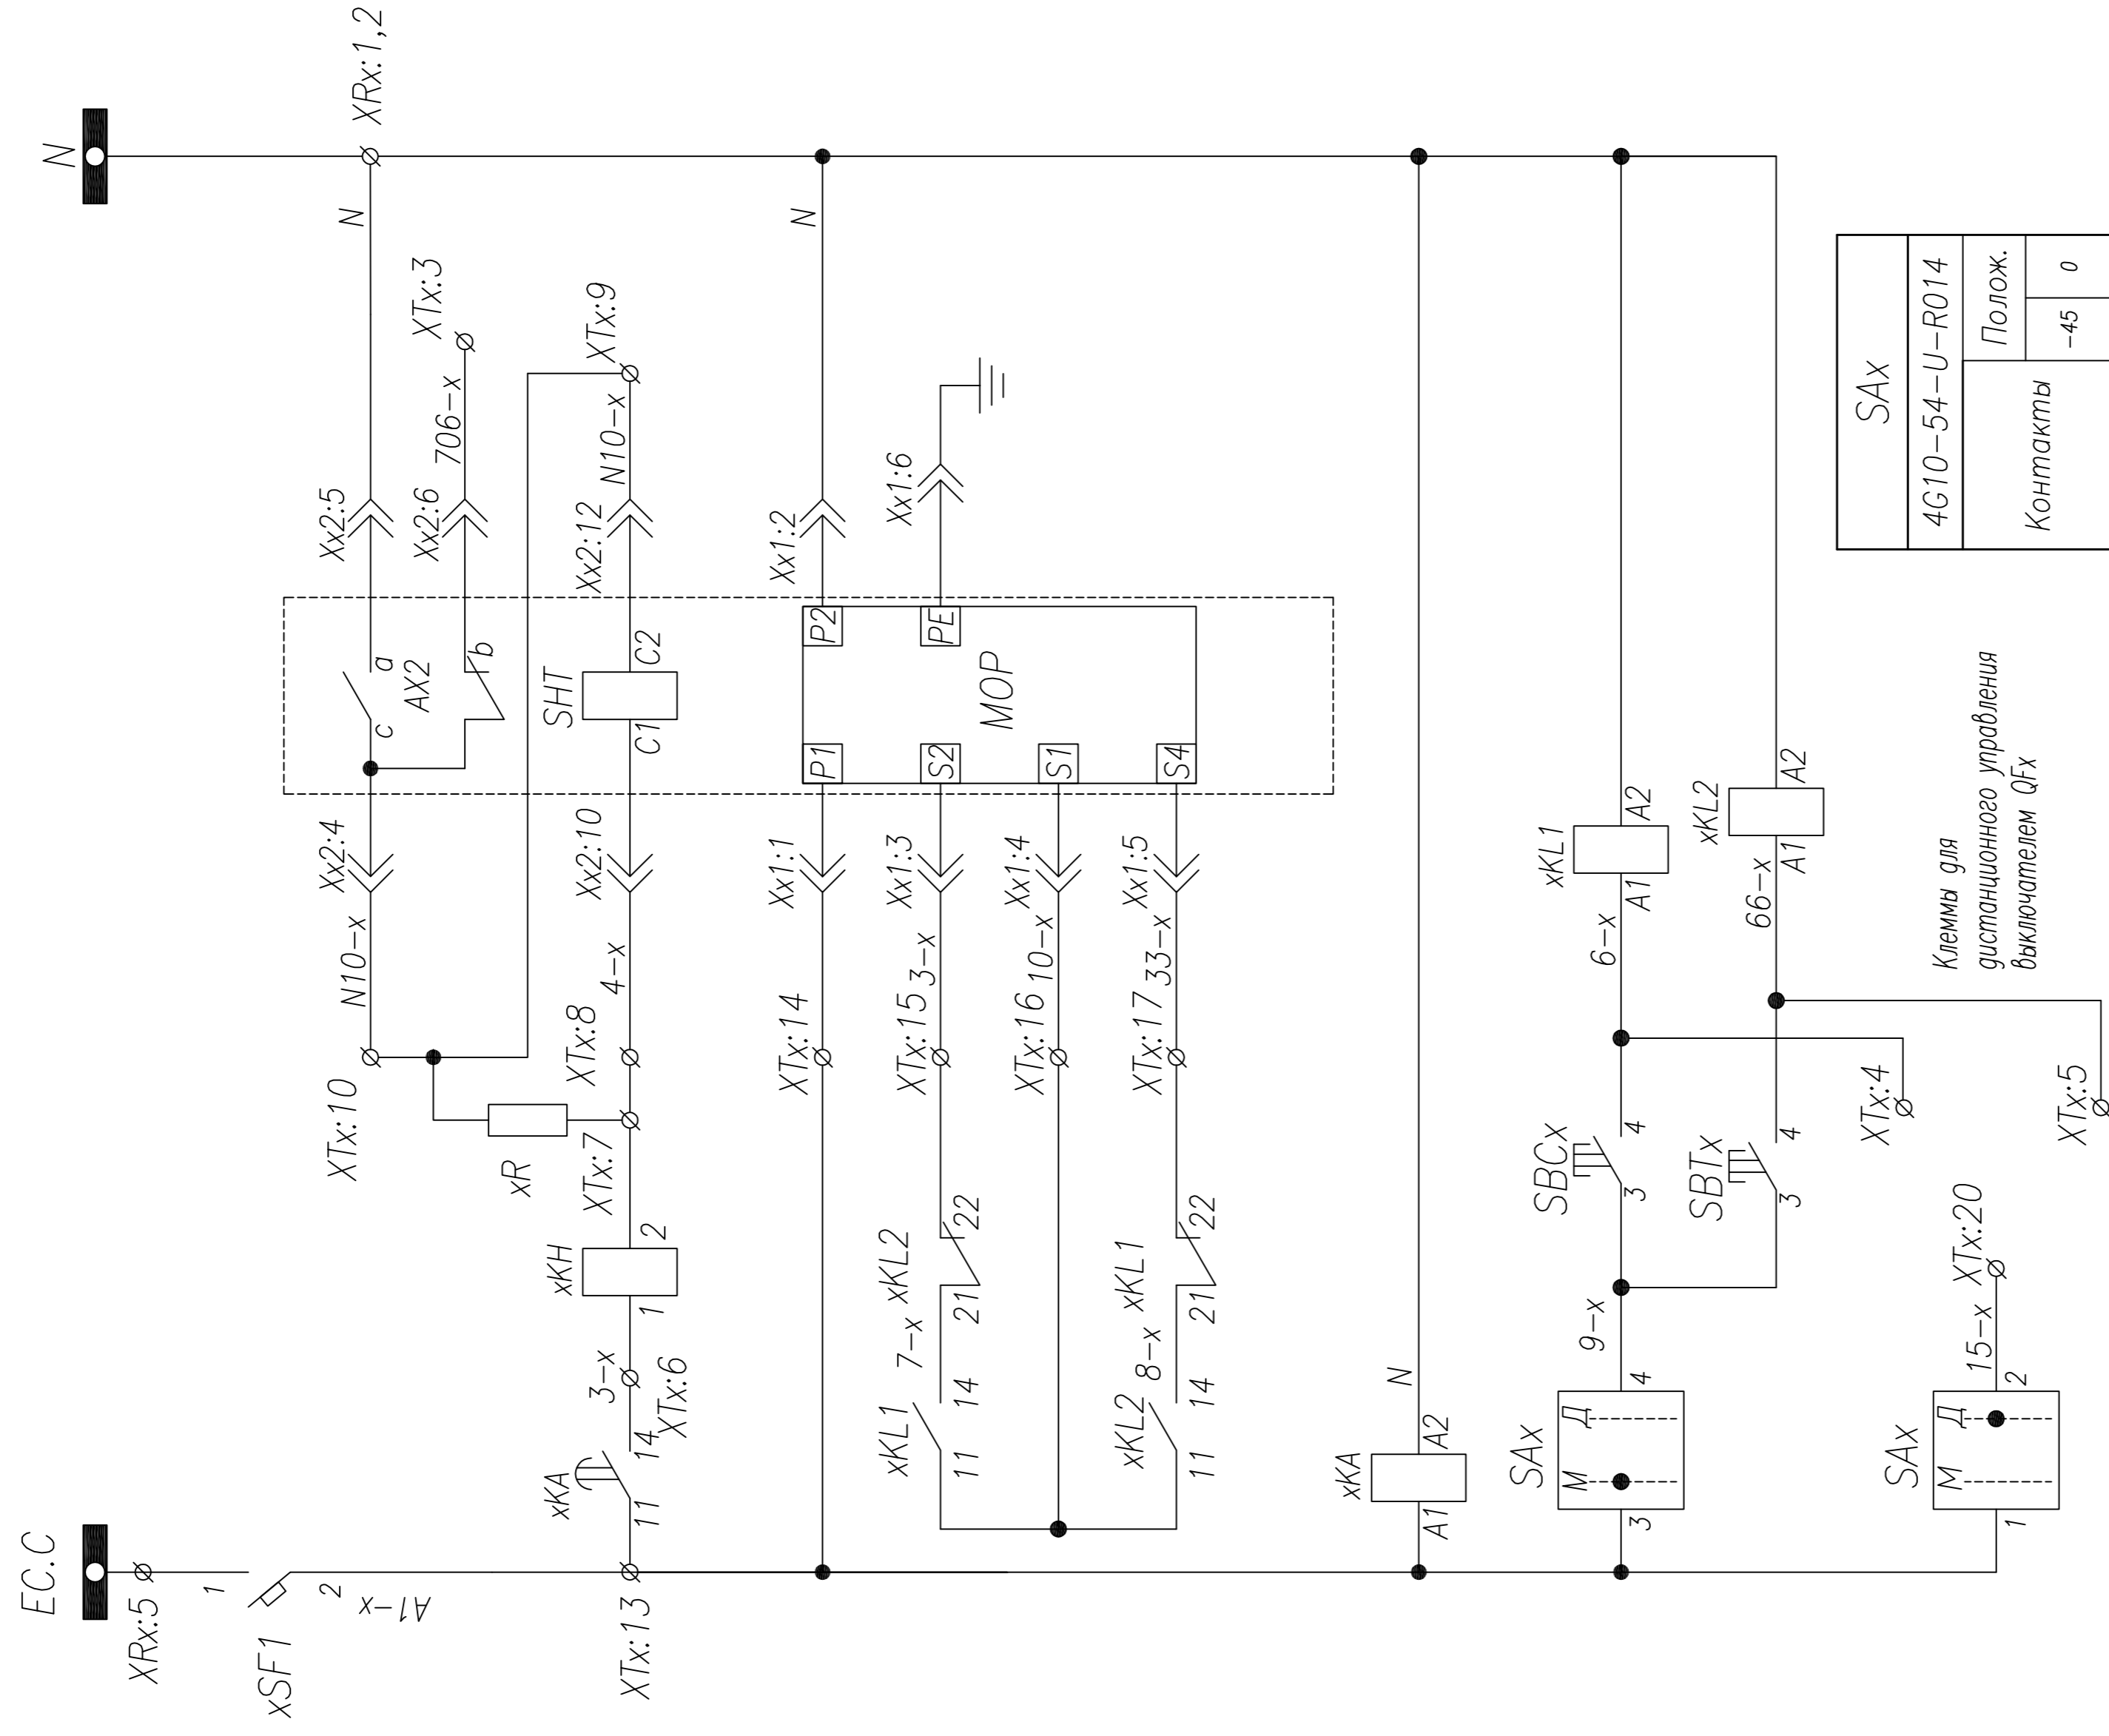 EC.C
N
XRx:5
1
xSF1
2
A1-x
XRx:1,2
XTx:10
N10-x
Xx2:4
c
a
AX2
b
Xx2:5
N
Xx2:6
706-x
XTx:3
XTx:13
xKA
11
14
3-x
XTx:6
xKH
1
2
xR
XTx:7
XTx:8
4-x
Xx2:10
SHT
C1
C2
Xx2:12
N10-x
XTx:9
XTx:14
Xx1:1
P1
P2
Xx1:2
N
xKL1
11
14
7-x
xKL2
21
22
XTx:15
3-x
Xx1:3
S2
PE
Xx1:6
MOP
XTx:16
10-x
Xx1:4
S1
xKL2
11
14
8-x
xKL1
21
22
XTx:17
33-x
Xx1:5
S4
xKA
A1
A2
N
SAx
М
Д
3
4
9-x
SBCx
3
4
6-x
xKL1
A1
A2
SBTx
3
4
66-x
xKL2
A1
A2
SAx
М
Д
1
2
15-x
XTx:20
XTx:4
XTx:5
Клеммы для
дистанционного управления
выключателем QFx
SAx
4G10-54-U-R014
Контакты
Полож.
-45
0